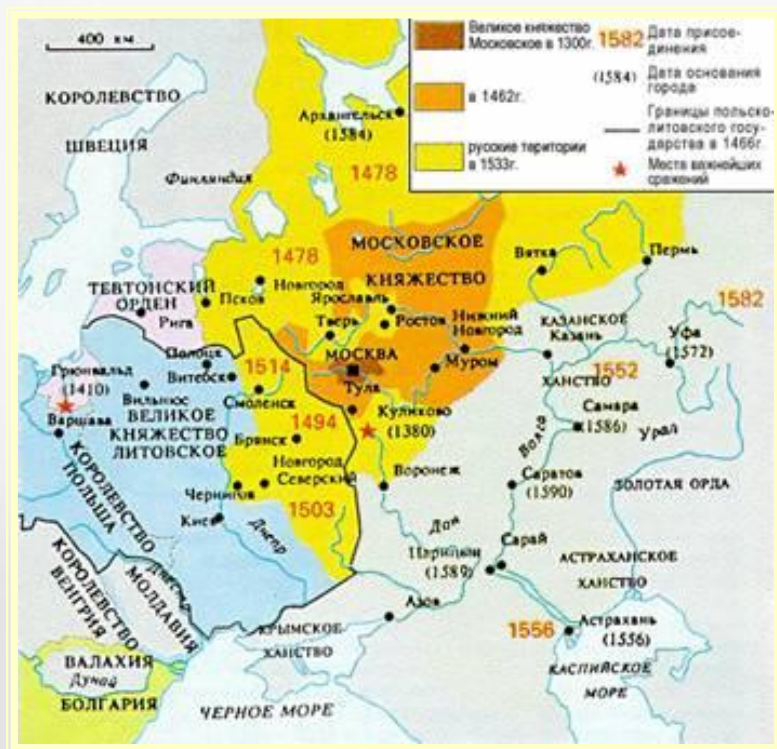 400 км
Великое княжество
Московское в 1300г.
в 1462г.
русские територии
в 1533г.
1582 Дата присое-
динения
(1584) Дата основания
города
Границы польско-
литовского госу-
дарства в 1466г.
Места важнейших
сражений
КОРОЛЕВСТВО
ШВЕЦИЯ
Финляндия
Архангельск
(1584)
1478
1478
МОСКОВСКОЕ
КНЯЖЕСТВО
Вятка
Пермь
1582
ТЕВТОНСКИЙ
ОРДЕН
Рига
Псков
Новгород
Ярославль
Ростов
Тверь
Нижний
Новгород
КАЗАНСКОЕ
Казань
ХАНСТВО
1552
Уфа
(1572)
МОСКВА
Муром
Тула
Полоцк
Витебск
1514
Смоленск
Грюнвальд
(1410)
Вильнюс
Варшава
ВЕЛИКОЕ
КНЯЖЕСТВО
ЛИТОВСКОЕ
1494
Куликово
(1380)
Брянск
Новгород
Северский
Чернигов
1503
Воронеж
Самара
(1586)
Волга
Урал
Саратов
(1590)
ЗОЛОТАЯ ОРДА
КОРОЛЕВСТВО
ПОЛЬША
Киев
Днепр
Дон
Царицын
(1589)
Сарай
АСТРАХАНСКОЕ
ХАНСТВО
Астрахань
(1556)
1556
Азов
КРЫМСКОЕ
ХАНСТВО
КОРОЛЕВСТВО
ВЕНГРИЯ
МОЛДАВИЯ
Днестр
ВАЛАХИЯ
Дунай
БОЛГАРИЯ
ЧЕРНОЕ МОРЕ
КАСПИЙСКОЕ
МОРЕ